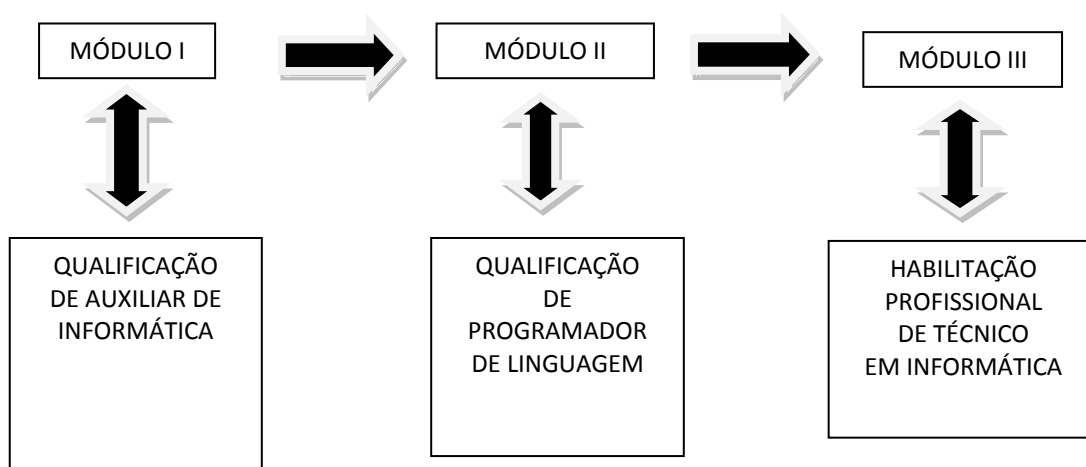 MÓDULO I
MÓDULO II
MÓDULO III
QUALIFICAÇÃO
DE AUXILIAR DE
INFORMÁTICA
QUALIFICAÇÃO
DE
PROGRAMADOR
DE LINGUAGEM
HABILITAÇÃO
PROFISSIONAL
DE TÉCNICO
EM INFORMÁTICA